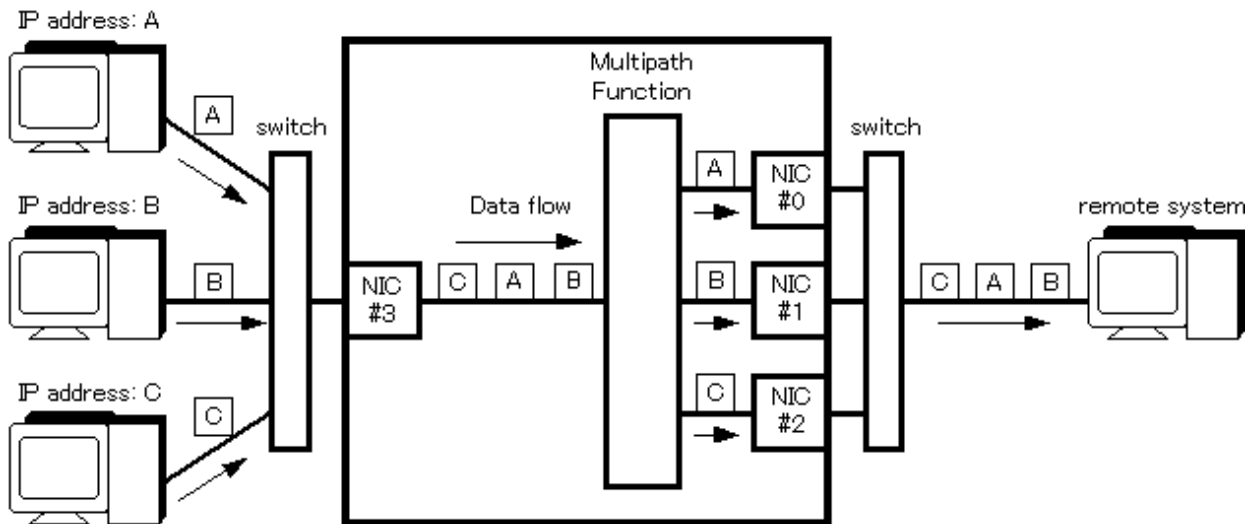 IP address: A
A
switch
IP address: B
B
IP address: C
C
NIC
#3
Data flow
C A B
Multipath
Function
A
NIC
#0
B
NIC
#1
C
NIC
#2
switch
C A B
remote system